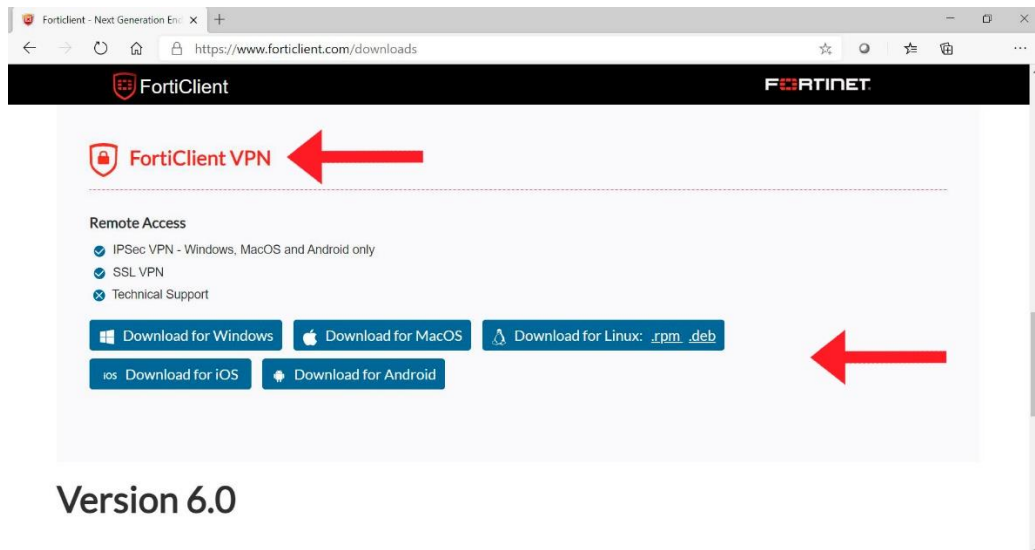 Forticlient - Next Generation En
https://www.forticlient.com/downloads
FortiClient
FORTINET
FortiClient VPN
Remote Access
IPSec VPN - Windows, MacOS and Android only
SSL VPN
Technical Support
Download for Windows Download for MacOS Download for Linux: .rpm .deb
iOS Download for iOS Download for Android
Version 6.0